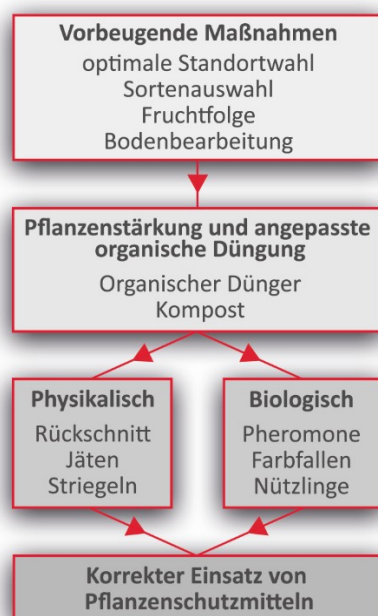 Vorbeugende Maßnahmen
optimale Standortwahl
Sortenauswahl
Fruchtfolge
Bodenbearbeitung
Pflanzenstärkung und angepasste
organische Düngung
Organischer Dünger
Kompost
Physikalisch
Rückschnitt
Jäten
Striegeln
Biologisch
Pheromone
Farbfallen
Nützlinge
Korrekter Einsatz von
Pflanzenschutzmitteln